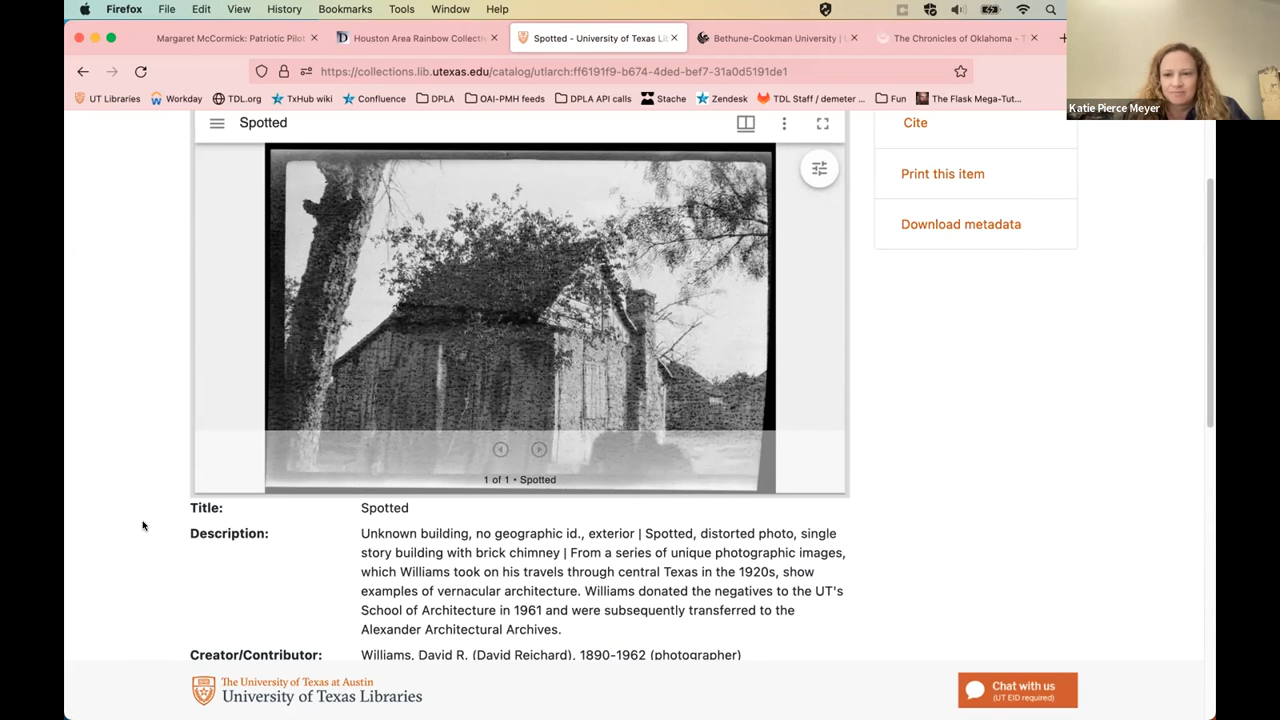 Firefox File Edit View History Bookmarks Tools Window Help
Margaret McCormick: Patriotic Pilot
Houston Area Rainbow Collectiv
Spotted - University of Texas Lib
Bethune-Cookman University | U
The Chronicles of Oklahoma - T
https://collections.lib.utexas.edu/catalog/utlarch:ff6191f9-b674-4ded-bef7-31a0d5191de1
UT Libraries Workday TDL.org TxHub wiki Confluence DPLA OAI-PMH feeds DPLA API calls Stache Zendesk TDL Staff / demeter ... Fun The Flask Mega-Tut...
Katie Pierce Meyer
Spotted
Cite
Print this item
Download metadata
1 of 1 • Spotted
Title: Spotted
Description: Unknown building, no geographic id., exterior | Spotted, distorted photo, single
story building with brick chimney | From a series of unique photographic images,
which Williams took on his travels through central Texas in the 1920s, show
examples of vernacular architecture. Williams donated the negatives to the UT's
School of Architecture in 1961 and were subsequently transferred to the
Alexander Architectural Archives.
Creator/Contributor: Williams, David R. (David Reichard), 1890-1962 (photographer)
The University of Texas at Austin
University of Texas Libraries
Chat with us
(UT EID required)